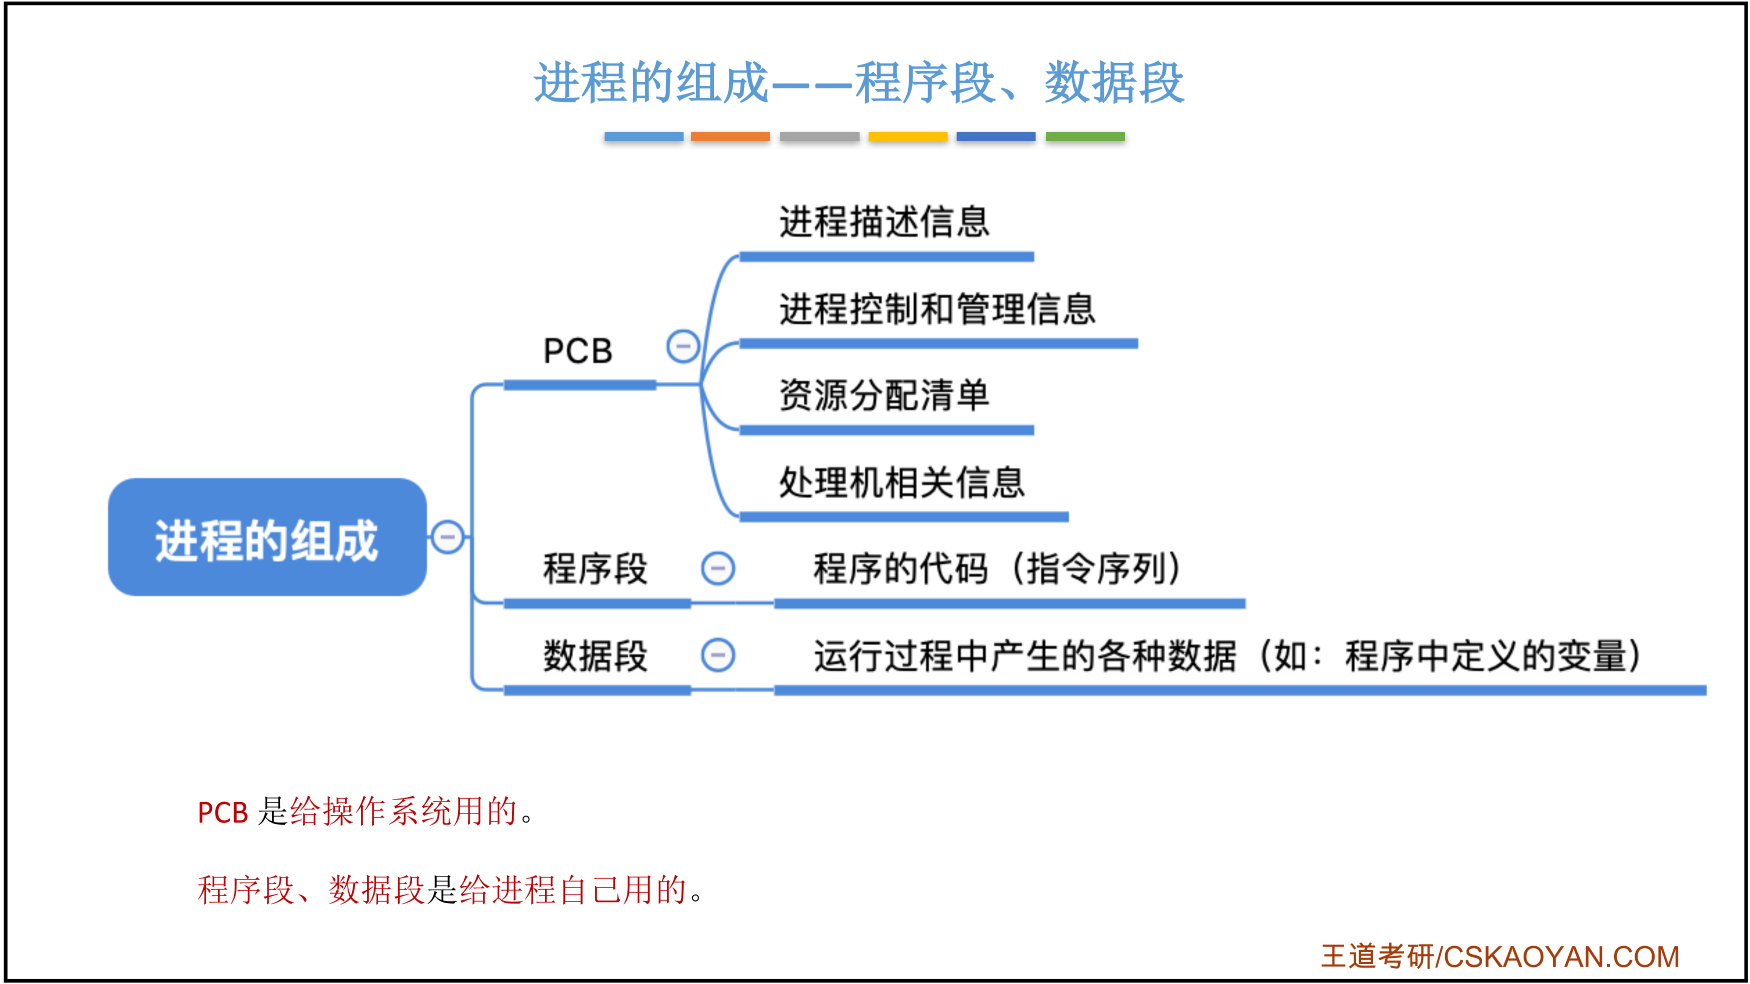 进程的组成——程序段、数据段
进程描述信息
进程控制和管理信息
PCB
资源分配清单
处理机相关信息
进程的组成
程序段
程序的代码（指令序列）
数据段
运行过程中产生的各种数据（如：程序中定义的变量）
PCB 是给操作系统用的。
程序段、数据段是给进程自己用的。
王道考研/CSKAOYAN.COM